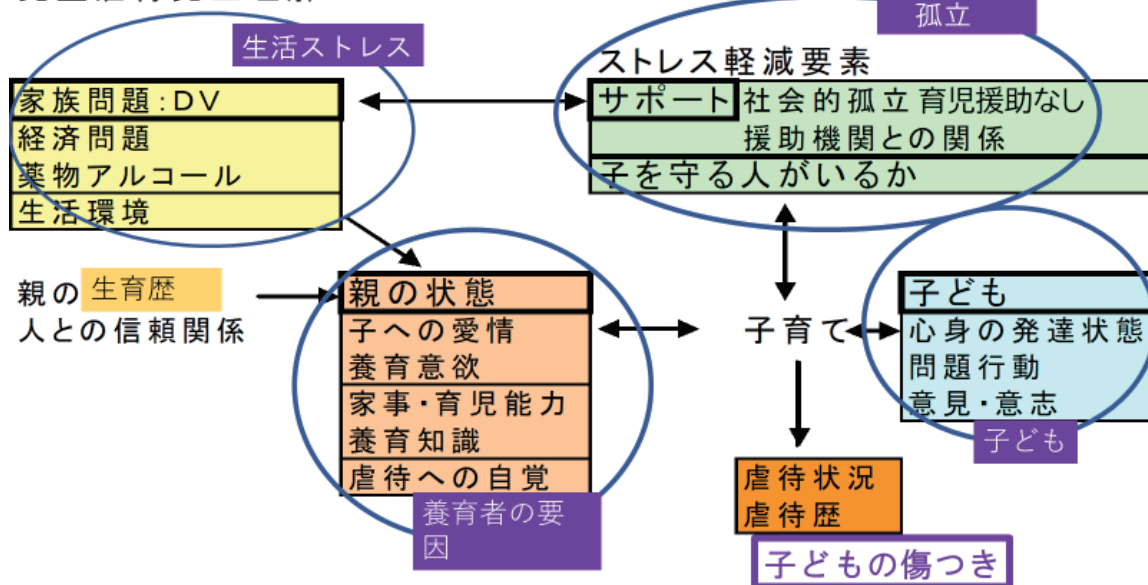 孤立
生活ストレス
ストレス軽減要素
家族問題:DV
経済問題
薬物アルコール
生活環境
サポート 社会的孤立 育児援助なし
援助機関との関係
子を守る人がいるか
親の 生育歴
人との信頼関係
親の状態
子への愛情
養育意欲
家事・育児能力
養育知識
虐待への自覚
養育者の要
因
子育て
子ども
心身の発達状態
問題行動
意見・意志
子ども
虐待状況
虐待歴
子どもの傷つき